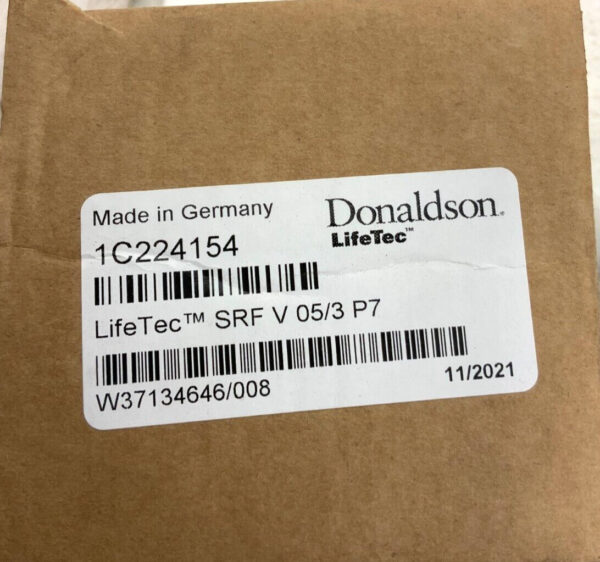 Made in Germany
Donaldson.
LifeTec™
1C224154
LifeTec™ SRF V 05/3 P7
W37134646/008
11/2021